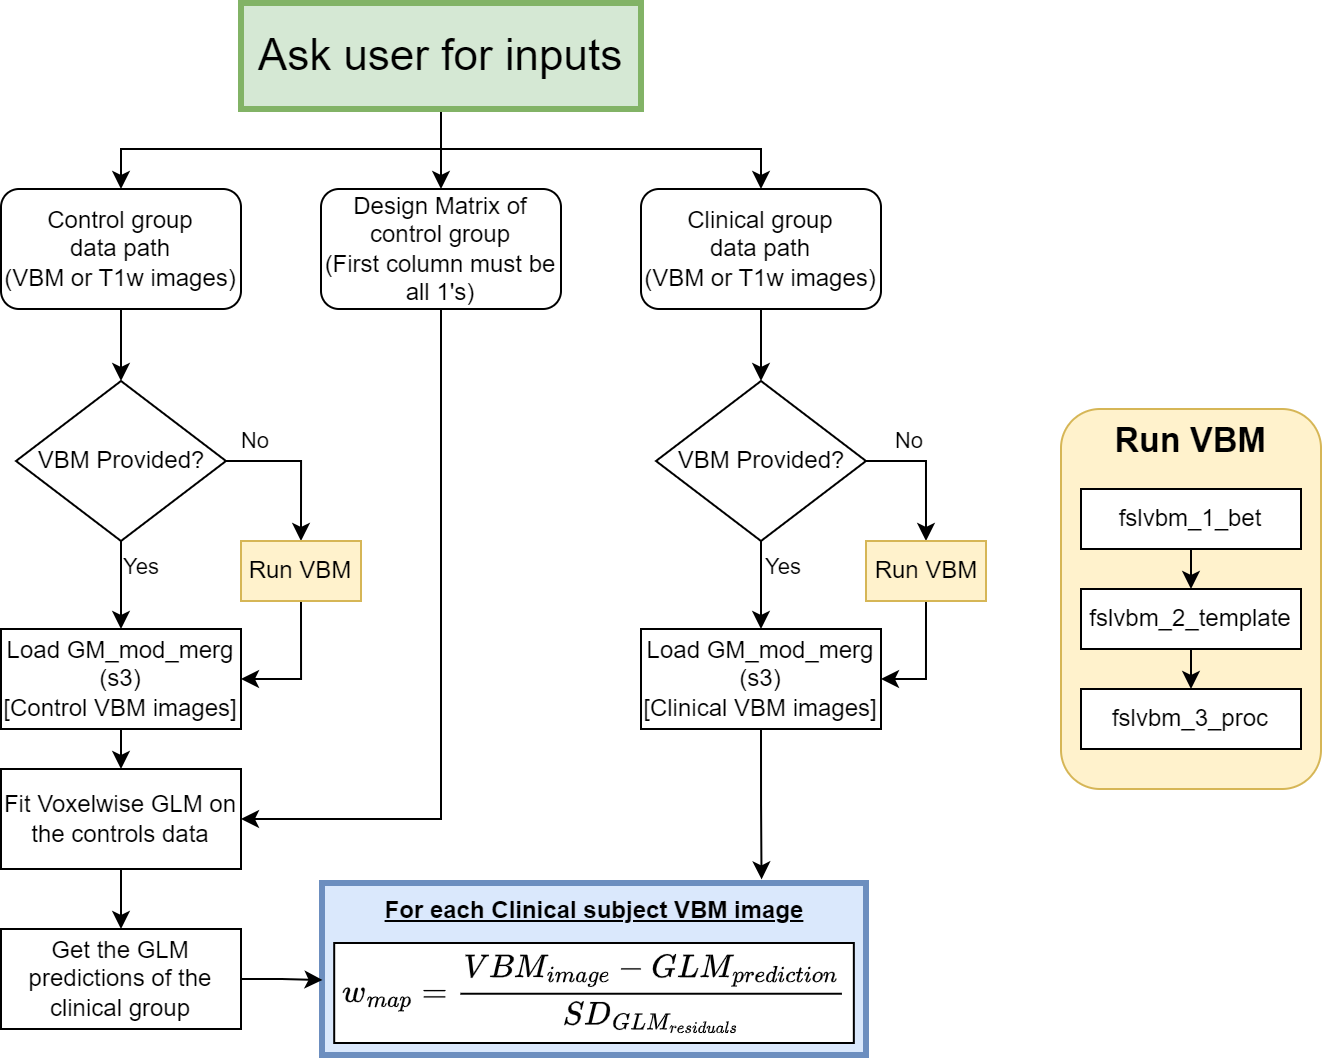 Ask user for inputs
Control group
data path
(VBM or T1w images)
Design Matrix of
control group
(First column must be
all 1's)
Clinical group
data path
(VBM or T1w images)
VBM Provided?
No
Yes
Run VBM
Load GM_mod_merg
(s3)
[Control VBM images]
Fit Voxelwise GLM on
the controls data
Get the GLM
predictions of the
clinical group
VBM Provided?
No
Yes
Run VBM
Load GM_mod_merg
(s3)
[Clinical VBM images]
For each Clinical subject VBM image
w_{map} = \frac{VBM_{image} - GLM_{prediction}}{SD_{GLM_{residuals}}}
Run VBM
fslvbm_1_bet
fslvbm_2_template
fslvbm_3_proc